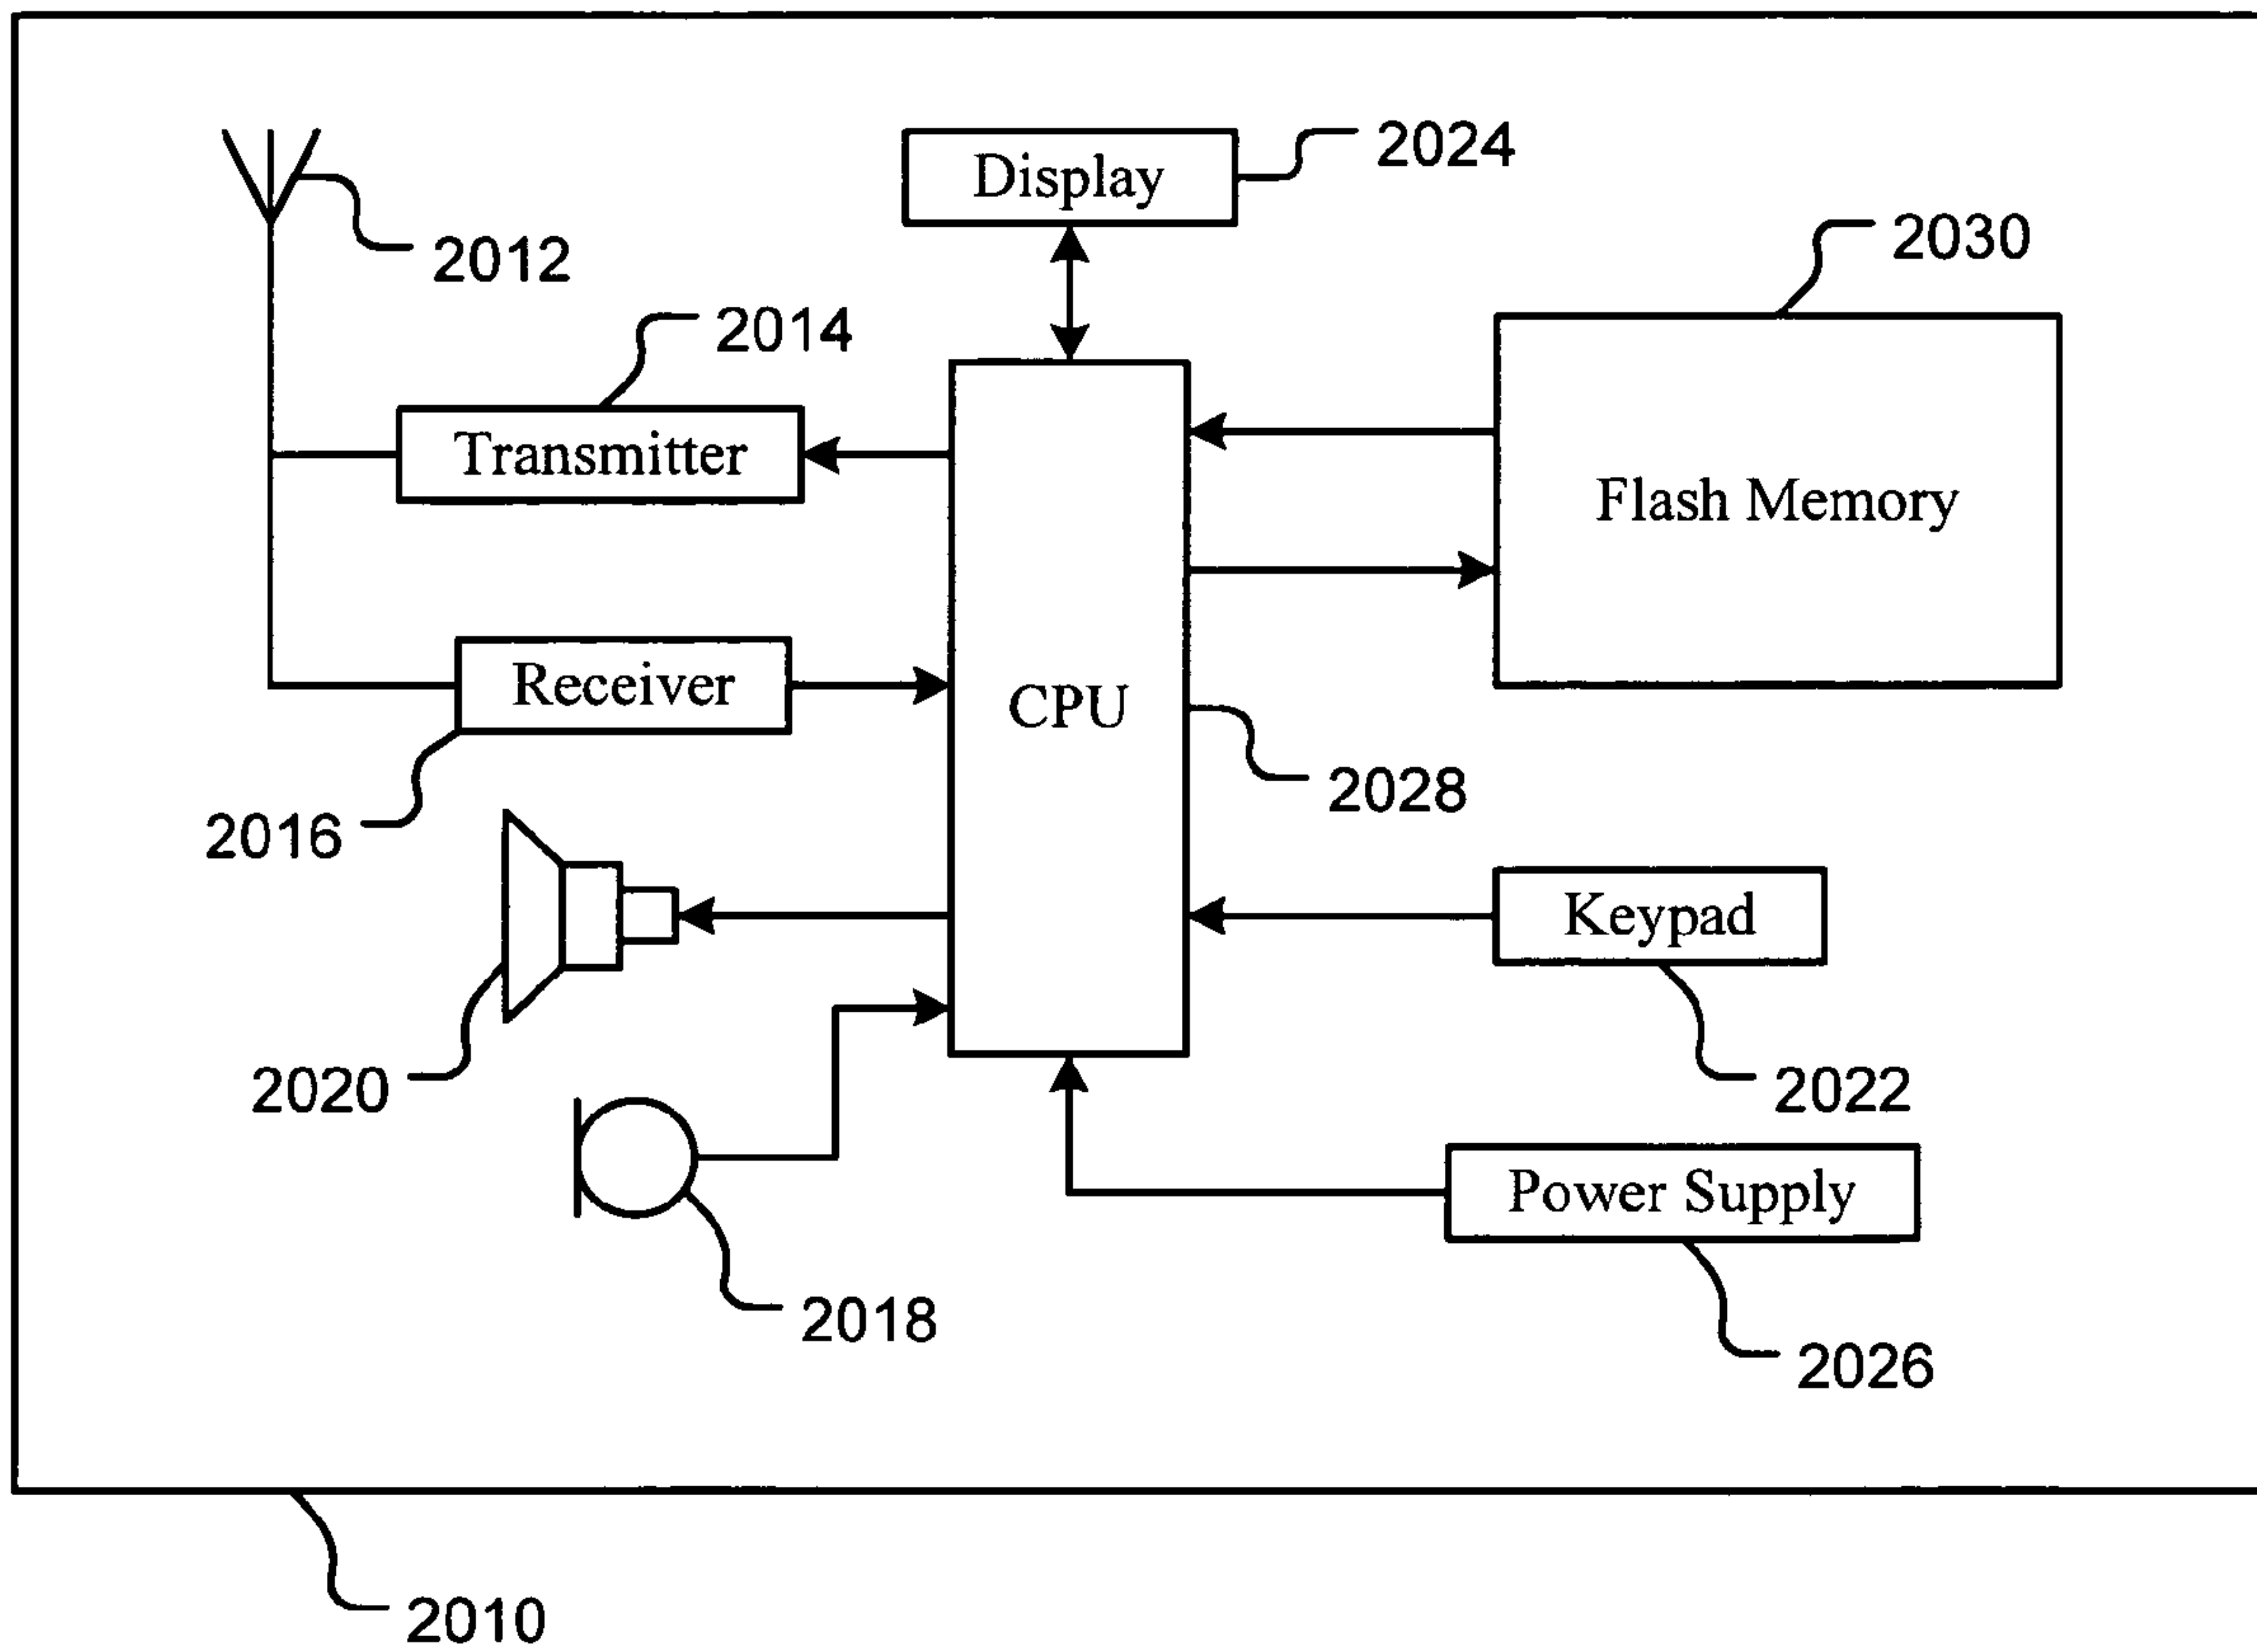 Display
2024
2012
2030
2014
Transmitter
Flash Memory
Receiver
CPU
2028
2016
Keypad
2020
2022
Power Supply
2018
2026
2010